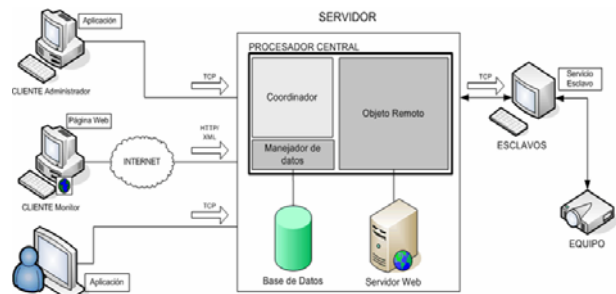 SERVIDOR
Aplicación
CLIENTE Administrador
TCP
PROCESADOR CENTRAL
Coordinador
Objeto Remoto
Manejador de
datos
TCP
Servicio
Esclavo
ESCLAVOS
Página Web
INTERNET
HTTP/
XML
CLIENTE Monitor
TCP
Aplicación
Base de Datos
Servidor Web
EQUIPO